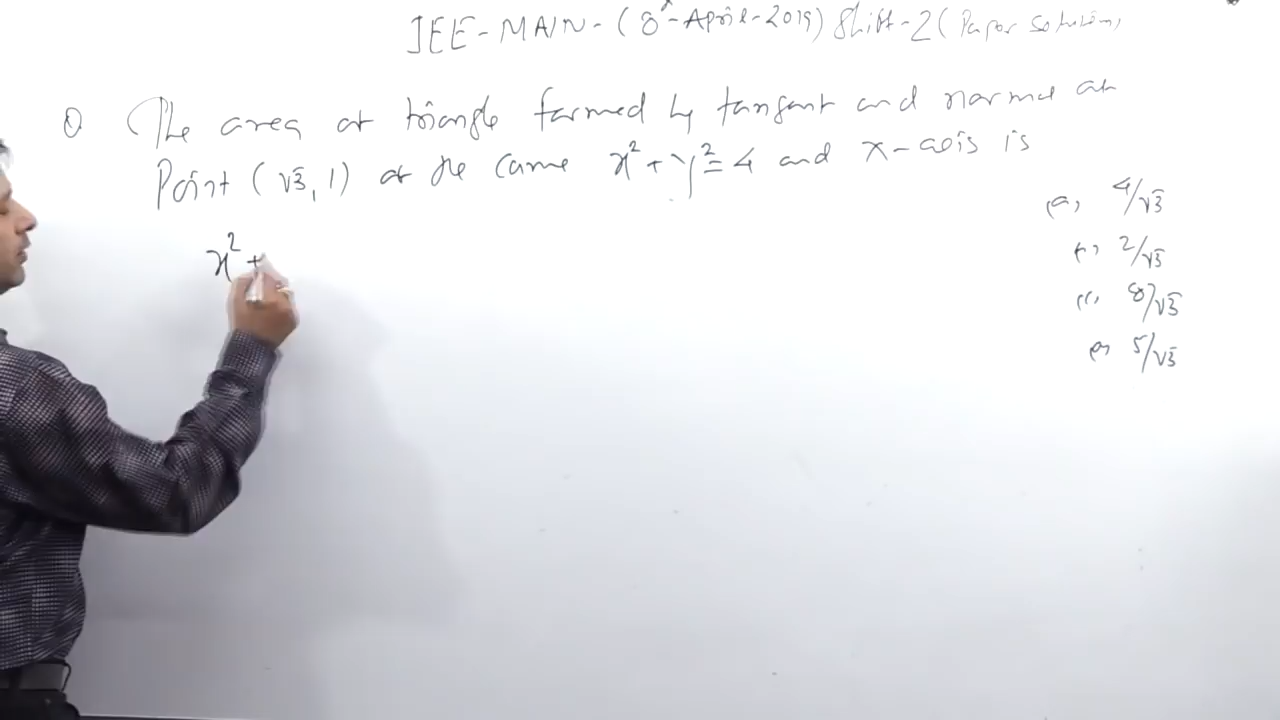 JEE-MAIN-(8-April-2019) Shift-2 (Paper solution)
Q The area of triangle formed by tangent and normal at
Point (√3, 1) of the curve x² + y² = 4 and x-axis is
(a) 4/√3
2/√3
8/√3
5/√3
x² +